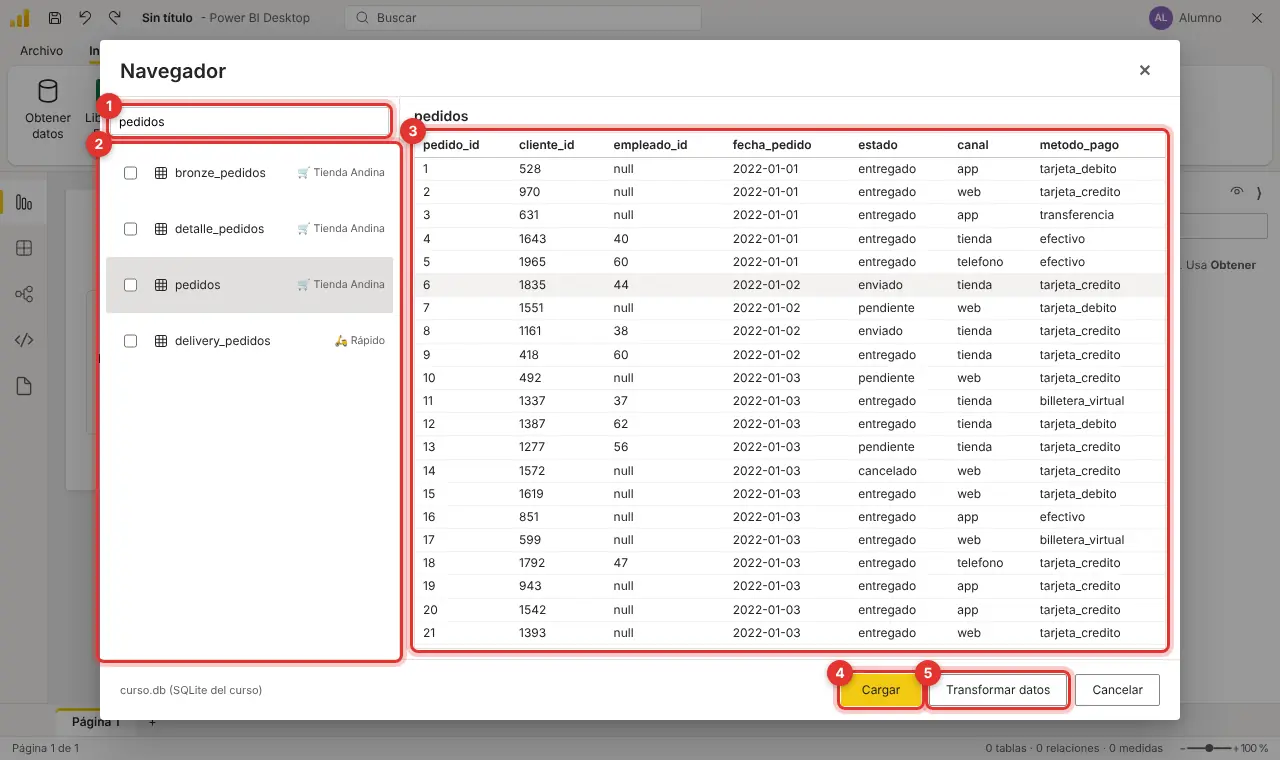 Sin título - Power BI Desktop
Buscar
AL Alumno
Archivo
In
Obtener datos
Navegador
1
pedidos
2
bronze_pedidos 🛒 Tienda Andina
detalle_pedidos 🛒 Tienda Andina
pedidos 🛒 Tienda Andina
delivery_pedidos 🛵 Rápido
pedidos
3
pedido_id cliente_id empleado_id fecha_pedido estado canal metodo_pago
1 528 null 2022-01-01 entregado app tarjeta_debito
2 970 null 2022-01-01 entregado web tarjeta_credito
3 631 null 2022-01-01 entregado app transferencia
4 1643 40 2022-01-01 entregado tienda efectivo
5 1965 60 2022-01-01 entregado telefono efectivo
6 1835 44 2022-01-02 enviado tienda tarjeta_credito
7 1551 null 2022-01-02 pendiente web tarjeta_debito
8 1161 38 2022-01-02 enviado tienda tarjeta_credito
9 418 60 2022-01-02 entregado tienda tarjeta_credito
10 492 null 2022-01-03 pendiente web tarjeta_credito
11 1337 37 2022-01-03 entregado tienda billetera_virtual
12 1387 62 2022-01-03 entregado tienda tarjeta_debito
13 1277 56 2022-01-03 pendiente tienda tarjeta_credito
14 1572 null 2022-01-03 cancelado web tarjeta_credito
15 1619 null 2022-01-03 entregado web tarjeta_debito
16 851 null 2022-01-03 entregado app efectivo
17 599 null 2022-01-03 entregado web billetera_virtual
18 1792 47 2022-01-03 entregado telefono tarjeta_credito
19 943 null 2022-01-03 entregado app tarjeta_credito
20 1542 null 2022-01-03 entregado app tarjeta_credito
21 1393 null 2022-01-03 entregado web tarjeta_credito
. Usa Obtener
curso.db (SQLite del curso)
4
Cargar
5
Transformar datos
Cancelar
Página 1 +
Página 1 de 1
0 tablas · 0 relaciones · 0 medidas
100 %